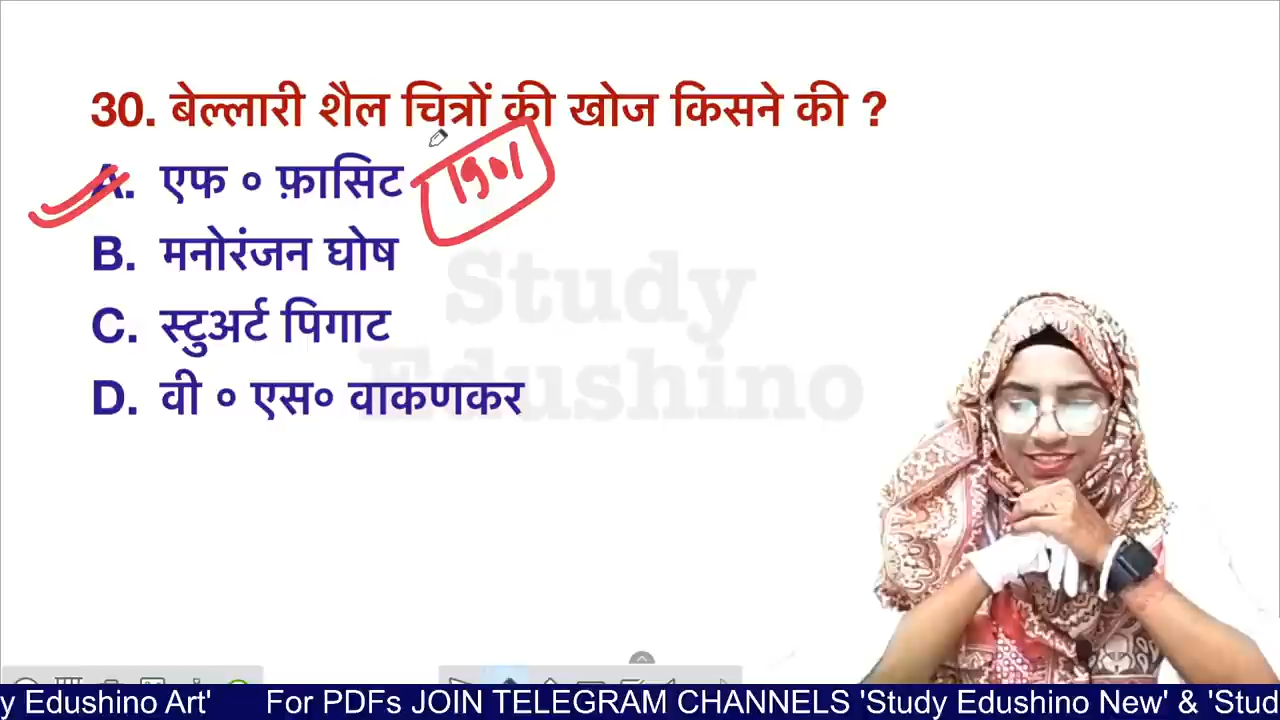 30. बेल्लारी शैल चित्रों की खोज किसने की ?
A. एफ ० फ़ासिट 1901
B. मनोरंजन घोष
C. स्टुअर्ट पिगाट
D. वी ० एस० वाकणकर
Study
Edushino
y Edushino Art' For PDFs JOIN TELEGRAM CHANNELS 'Study Edushino New' & 'Stud